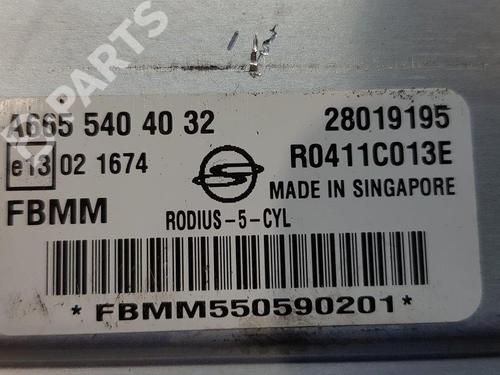 PARTS
A665 540 40 32
28019195
e13 02 1674
R0411C013E
MADE IN SINGAPORE
FBMM
RODIUS-5-CYL
*FBMM550590201*